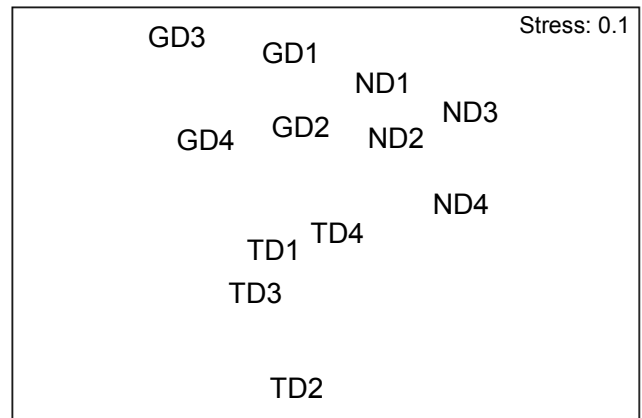 Stress: 0.1
GD3
GD1
ND1
ND3
GD2
ND2
GD4
ND4
TD4
TD1
TD3
TD2